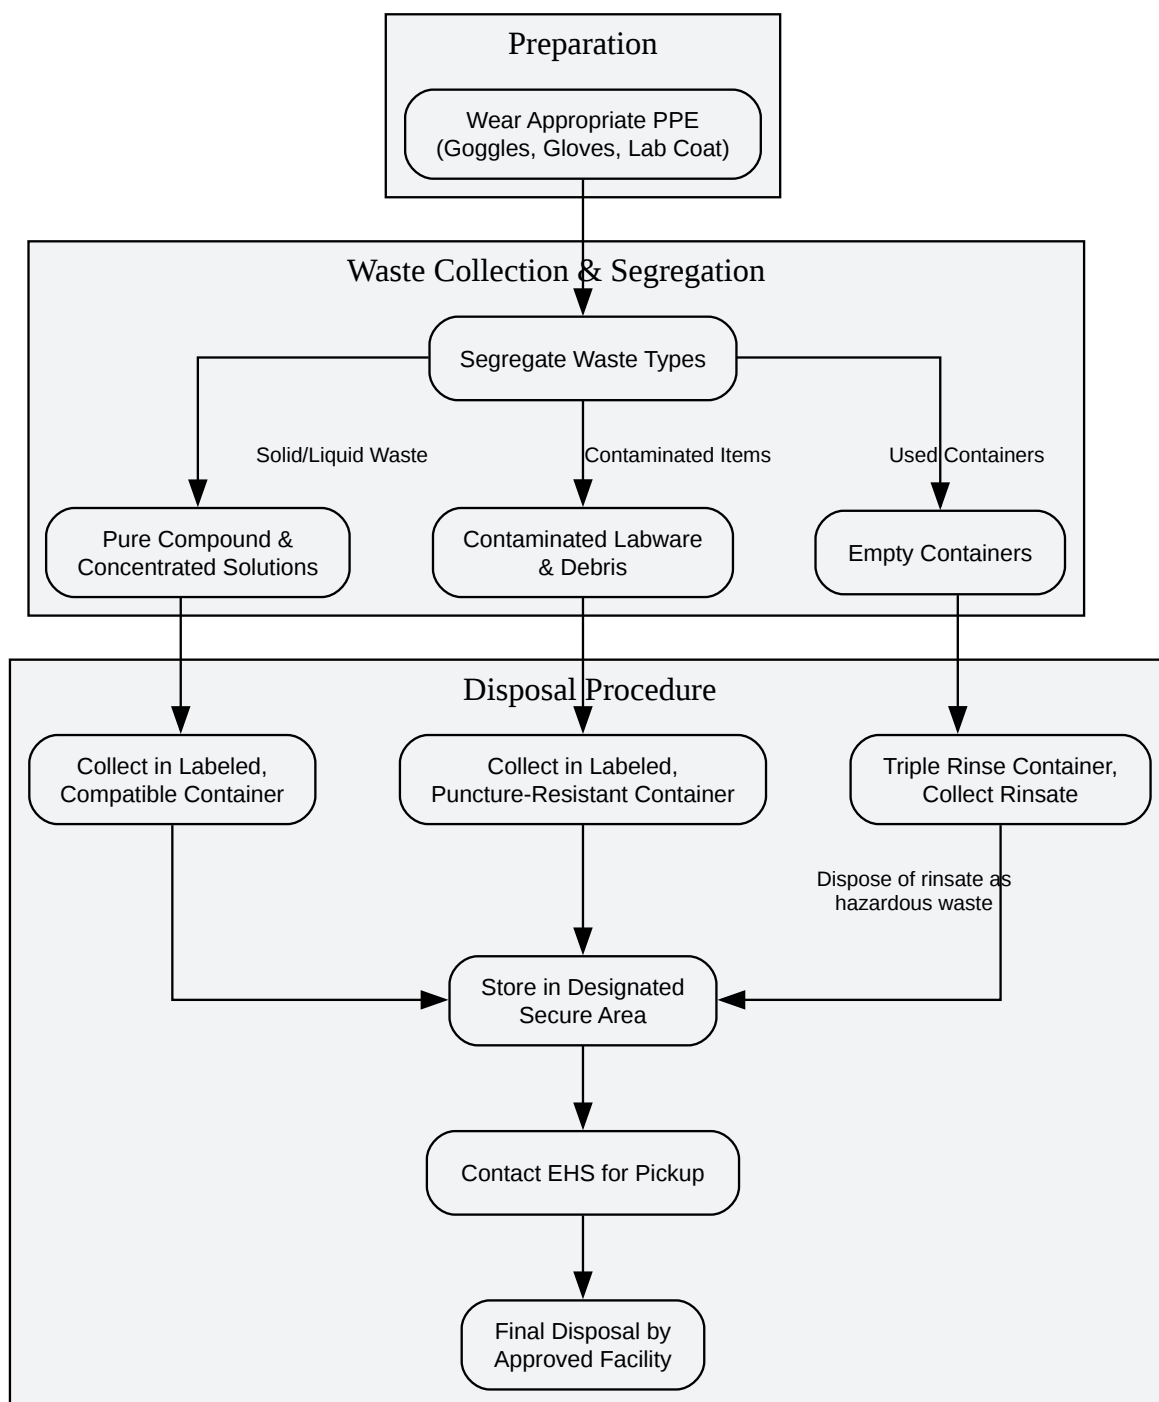 Preparation
Wear Appropriate PPE
(Goggles, Gloves, Lab Coat)
Waste Collection & Segregation
Segregate Waste Types
Solid/Liquid Waste
Contaminated Items
Used Containers
Pure Compound &
Concentrated Solutions
Contaminated Labware
& Debris
Empty Containers
Disposal Procedure
Collect in Labeled,
Compatible Container
Collect in Labeled,
Puncture-Resistant Container
Triple Rinse Container,
Collect Rinsate
Dispose of rinsate as
hazardous waste
Store in Designated
Secure Area
Contact EHS for Pickup
Final Disposal by
Approved Facility